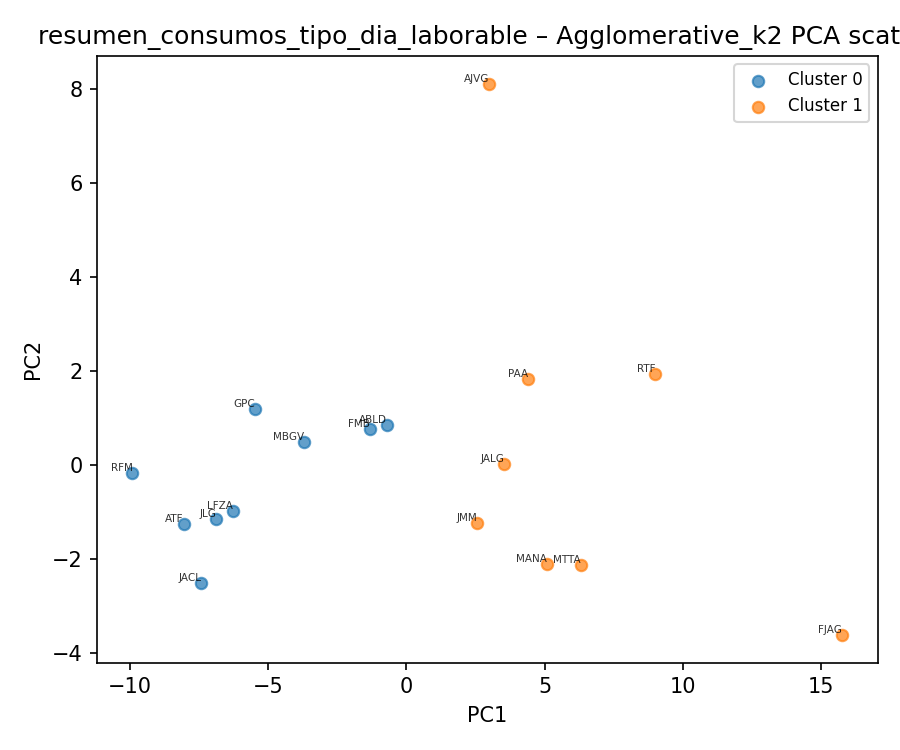 resumen_consumos_tipo_dia_laborable – Agglomerative_k2 PCA scat
Cluster 0
Cluster 1
AJVG
PAA
RTF
GPC
ABLD
FMB
MBGV
JALG
RFM
LFZA
JLG
ATF
JMM
MANA
MTTA
JACL
FJAG
8
6
4
2
0
−2
−4
PC2
−10
−5
0
5
10
15
PC1